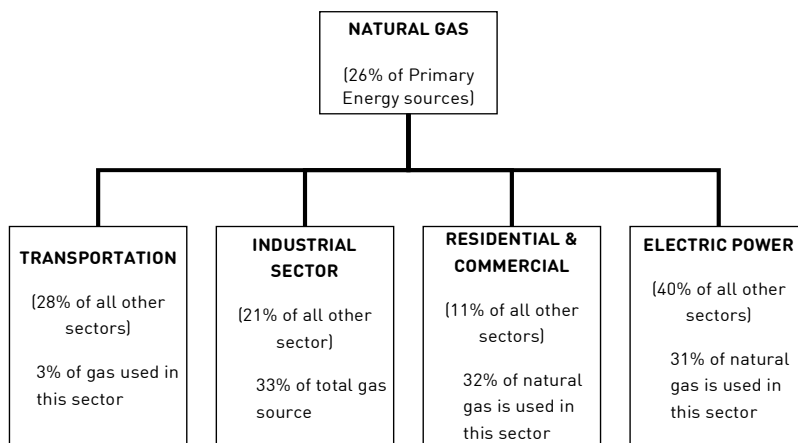 NATURAL GAS
(26% of Primary
Energy sources)
TRANSPORTATION
(28% of all other
sectors)
3% of gas used in
this sector
INDUSTRIAL
SECTOR
(21% of all other
sector)
33% of total gas
source
RESIDENTIAL &
COMMERCIAL
(11% of all other
sectors)
32% of natural
gas is used in
this sector
ELECTRIC POWER
(40% of all other
sectors)
31% of natural
gas is used in
this sector